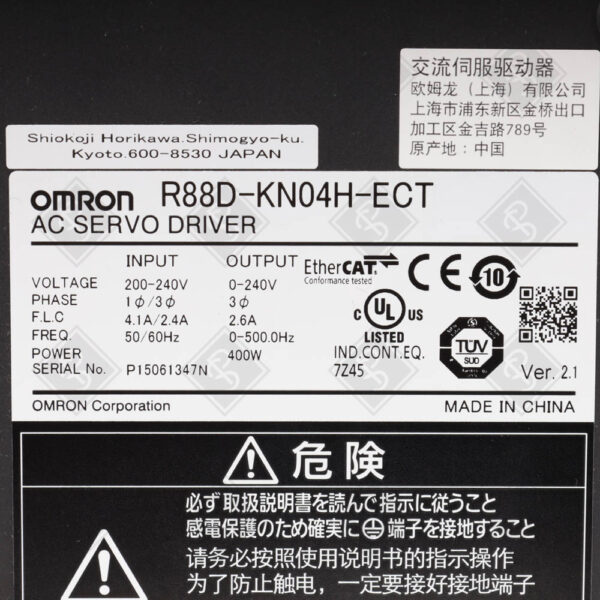 交流伺服驱动器
欧姆龙（上海）有限公司
上海市浦东新区金桥出口
加工区金吉路789号
原产地：中国
Shiokoji Horikawa.Shimogyo-ku.
Kyoto.600-8530 JAPAN
OMRON R88D-KN04H-ECT
AC SERVO DRIVER
INPUT OUTPUT
VOLTAGE 200-240V 0-240V
PHASE 1ϕ/3ϕ 3ϕ
F.L.C 4.1A/2.4A 2.6A
FREQ. 50/60Hz 0-500.0Hz
POWER 400W
SERIAL No. P15061347N
EtherCAT
Conformance tested
CE
10
c UL us
LISTED
IND.CONT.EQ.
7Z45
TÜV
SUD
Ver. 2.1
OMRON Corporation MADE IN CHINA
危険
必ず取扱説明書を読んで指示に従うこと
感電保護のため確実に端子を接地すること
请务必按照使用说明书的指示操作
为了防止触电，一定要接好接地端子